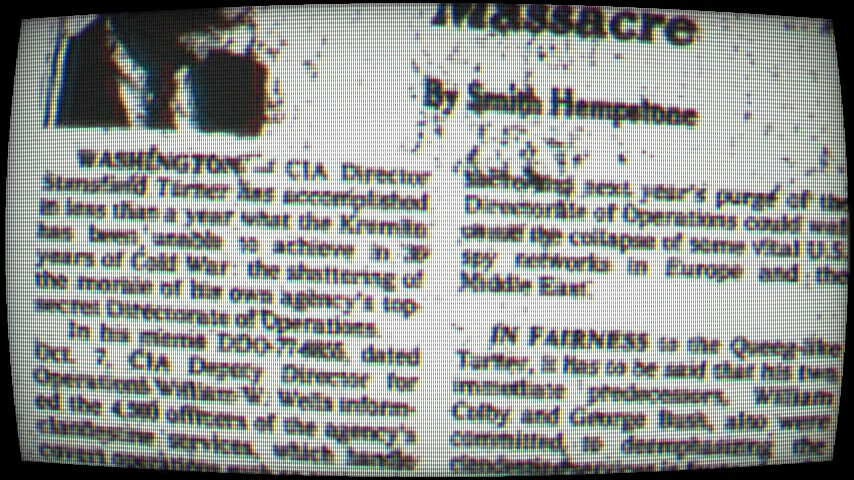 Massacre
By Smith Hempstone
WASHINGTON — CIA Director
Stansfield Turner has accomplished
in less than a year what the Kremlin
has been unable to achieve in 30
years of Cold War: the shattering of
the morale of his own agency's top-
secret Directorate of Operations.
In his memo DDO-77-, dated
Oct. 7, CIA Deputy Director for
Operations William W. Wells inform-
ed the officers of the agency's
clandestine services, which handle
covert operations
next year's purge of the
Directorate of Operations could well
cause the collapse of some vital U.S.
spy networks in Europe and the
Middle East.
IN FAIRNESS to the Queeg-like
Turner, it has to be said that his two
immediate predecessors, William
Colby and George Bush, also were
committed to deemphasizing the